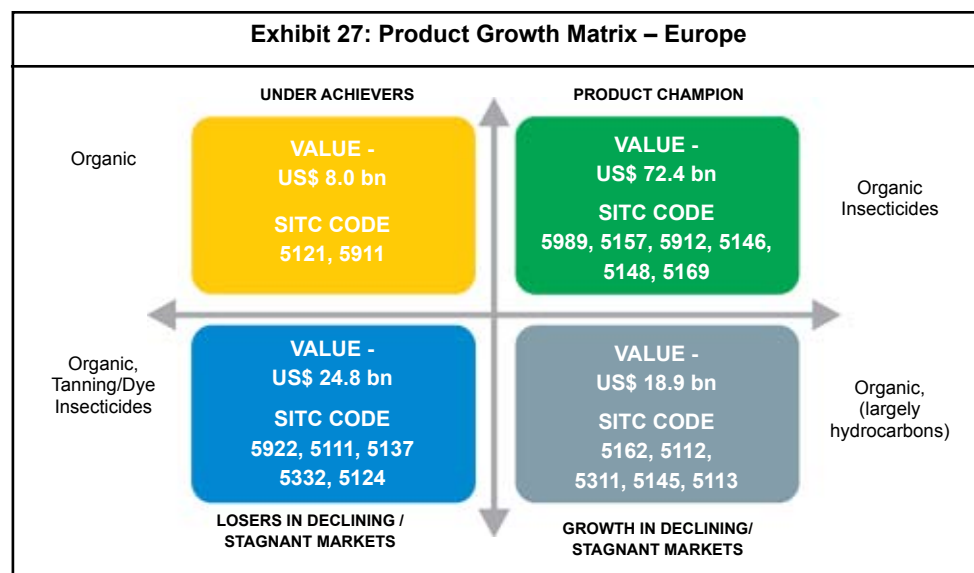 Exhibit 27: Product Growth Matrix – Europe
UNDER ACHIEVERS
PRODUCT CHAMPION
Organic
VALUE -
US$ 8.0 bn
SITC CODE
5121, 5911
VALUE -
US$ 72.4 bn
SITC CODE
5989, 5157, 5912, 5146,
5148, 5169
Organic
Insecticides
Organic,
Tanning/Dye
Insecticides
VALUE -
US$ 24.8 bn
SITC CODE
5922, 5111, 5137
5332, 5124
VALUE -
US$ 18.9 bn
SITC CODE
5162, 5112,
5311, 5145, 5113
Organic,
(largely
hydrocarbons)
LOSERS IN DECLINING /
STAGNANT MARKETS
GROWTH IN DECLINING/
STAGNANT MARKETS